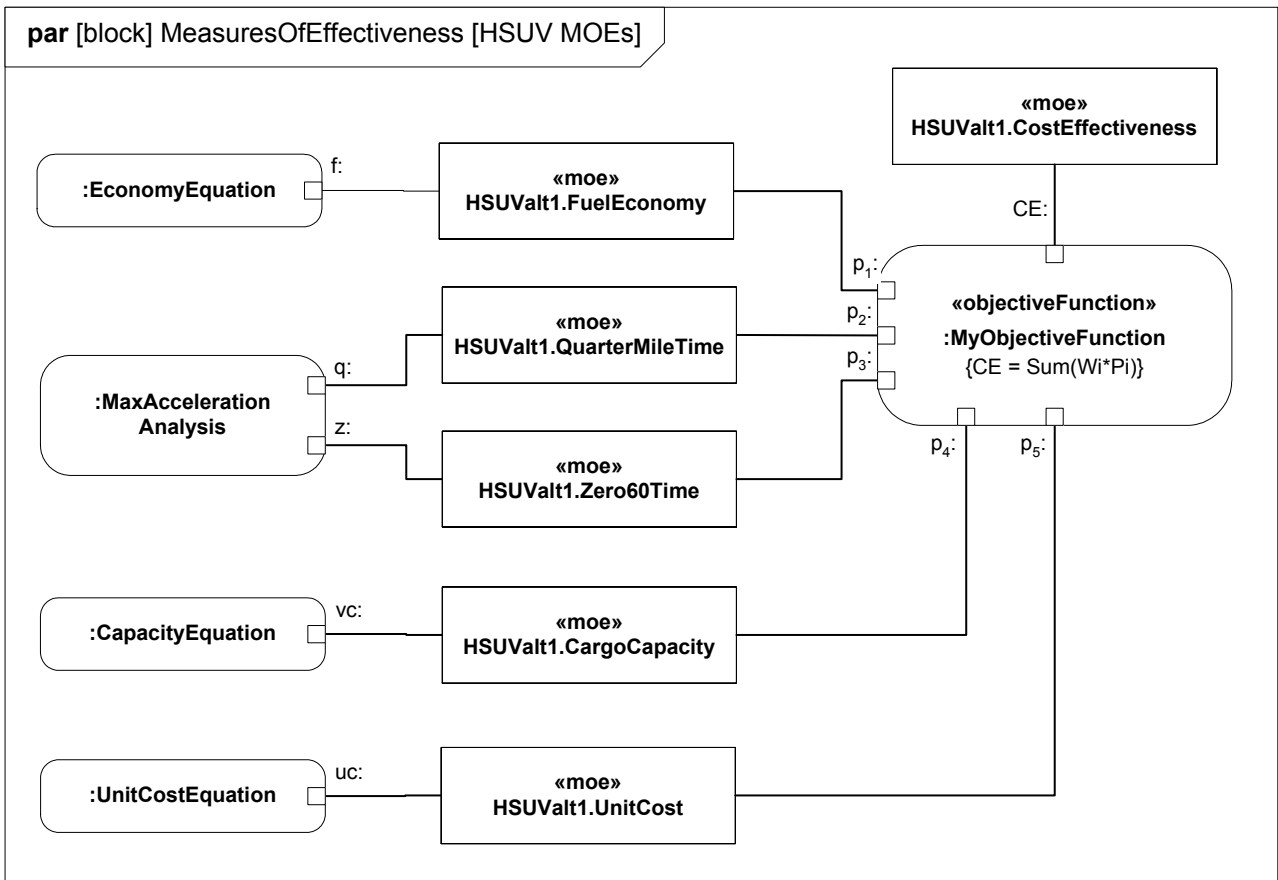 par [block] MeasuresOfEffectiveness [HSUV MOEs]
«moe»
HSUValt1.CostEffectiveness
CE:
:EconomyEquation
f:
«moe»
HSUValt1.FuelEconomy
p1:
p2:
p3:
«objectiveFunction»
:MyObjectiveFunction
{CE = Sum(Wi*Pi)}
p4:
p5:
:MaxAcceleration
Analysis
q:
z:
«moe»
HSUValt1.QuarterMileTime
«moe»
HSUValt1.Zero60Time
:CapacityEquation
vc:
«moe»
HSUValt1.CargoCapacity
:UnitCostEquation
uc:
«moe»
HSUValt1.UnitCost